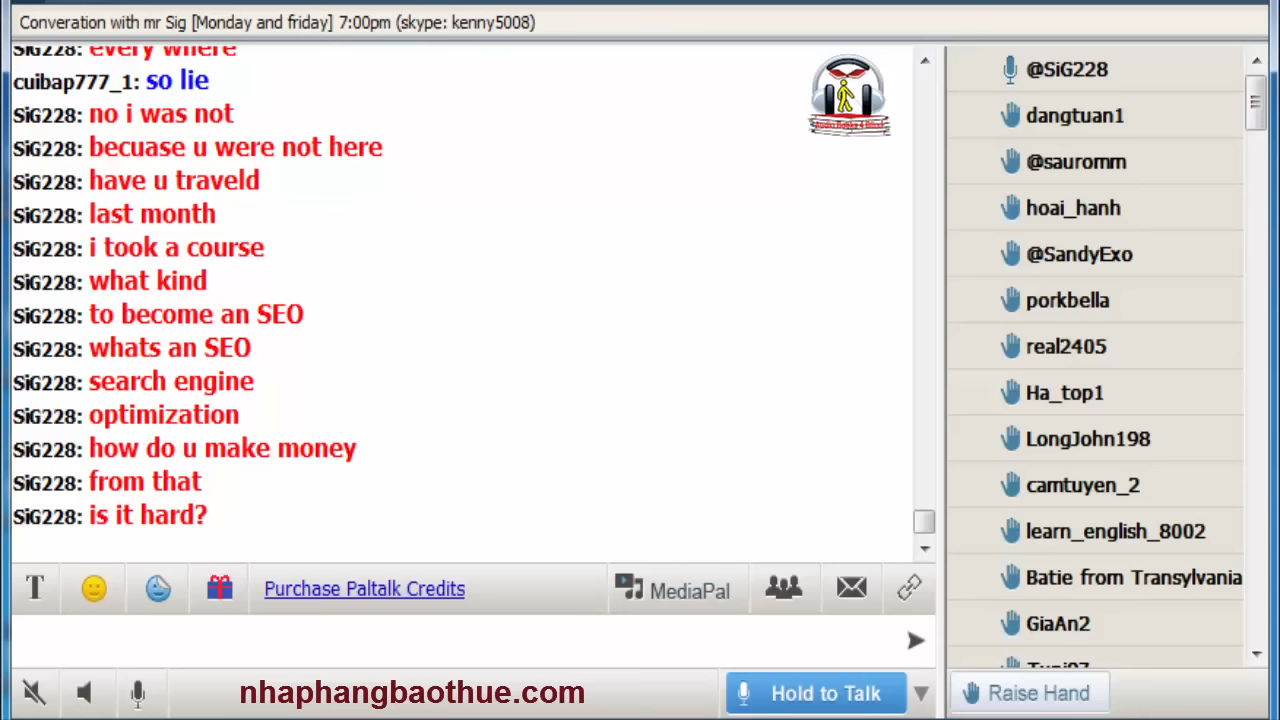 Converation with mr Sig [Monday and friday] 7:00pm (skype: kenny5008)
SiG228: every where
cuibap777_1: so lie
SiG228: no i was not
SiG228: becuase u were not here
SiG228: have u traveld
SiG228: last month
SiG228: i took a course
SiG228: what kind
SiG228: to become an SEO
SiG228: whats an SEO
SiG228: search engine
SiG228: optimization
SiG228: how do u make money
SiG228: from that
SiG228: is it hard?
T
Purchase Paltalk Credits
MediaPal
nhaphangbaothue.com
Hold to Talk
@SiG228
dangtuan1
@sauromm
hoai_hanh
@SandyExo
porkbella
real2405
Ha_top1
LongJohn198
camtuyen_2
learn_english_8002
Batie from Transylvania
GiaAn2
Raise Hand